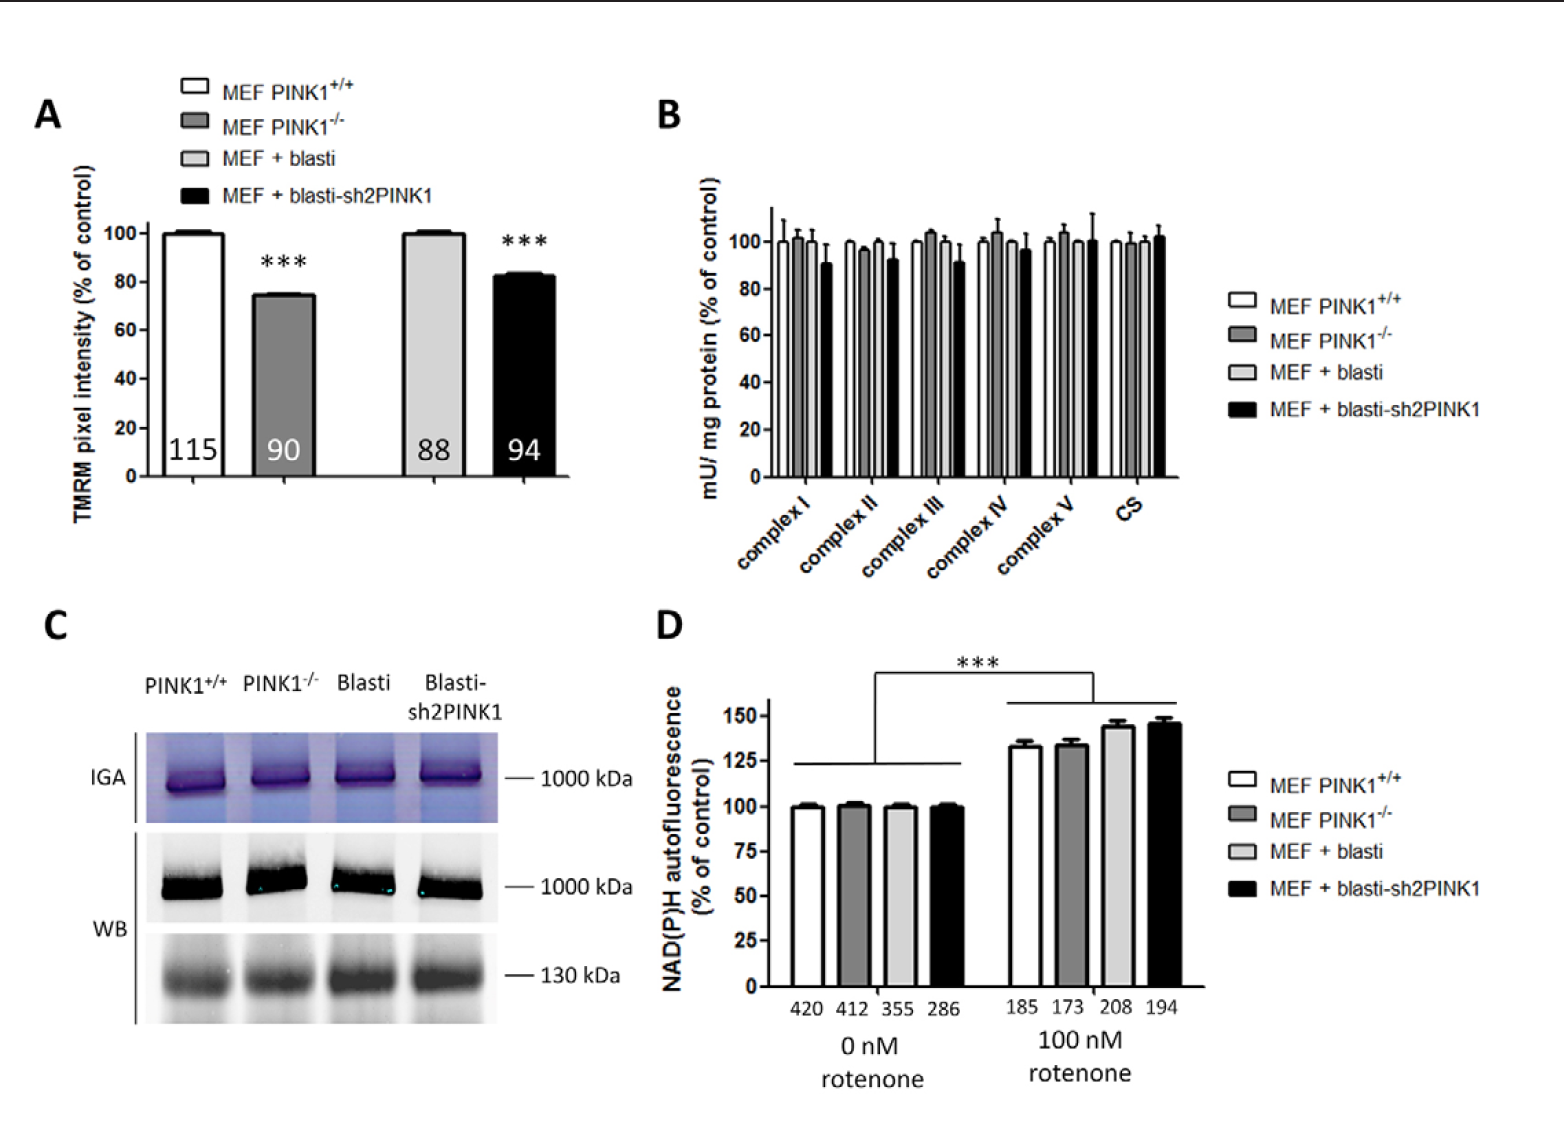 A
MEF PINK1+/+
MEF PINK1-/-
MEF + blasti
MEF + blasti-sh2PINK1
TMRM pixel intensity (% of control)
100
80
60
40
20
0
***
***
115
90
88
94
B
mU/ mg protein (% of control)
100
80
60
40
20
0
complex I
complex II
complex III
complex IV
complex V
CS
MEF PINK1+/+
MEF PINK1-/-
MEF + blasti
MEF + blasti-sh2PINK1
C
PINK1+/+ PINK1-/- Blasti Blasti-
sh2PINK1
IGA
1000 kDa
WB
1000 kDa
130 kDa
D
NAD(P)H autofluorescence
(% of control)
150
125
100
75
50
25
0
***
420 412 355 286
185 173 208 194
0 nM
rotenone
100 nM
rotenone
MEF PINK1+/+
MEF PINK1-/-
MEF + blasti
MEF + blasti-sh2PINK1